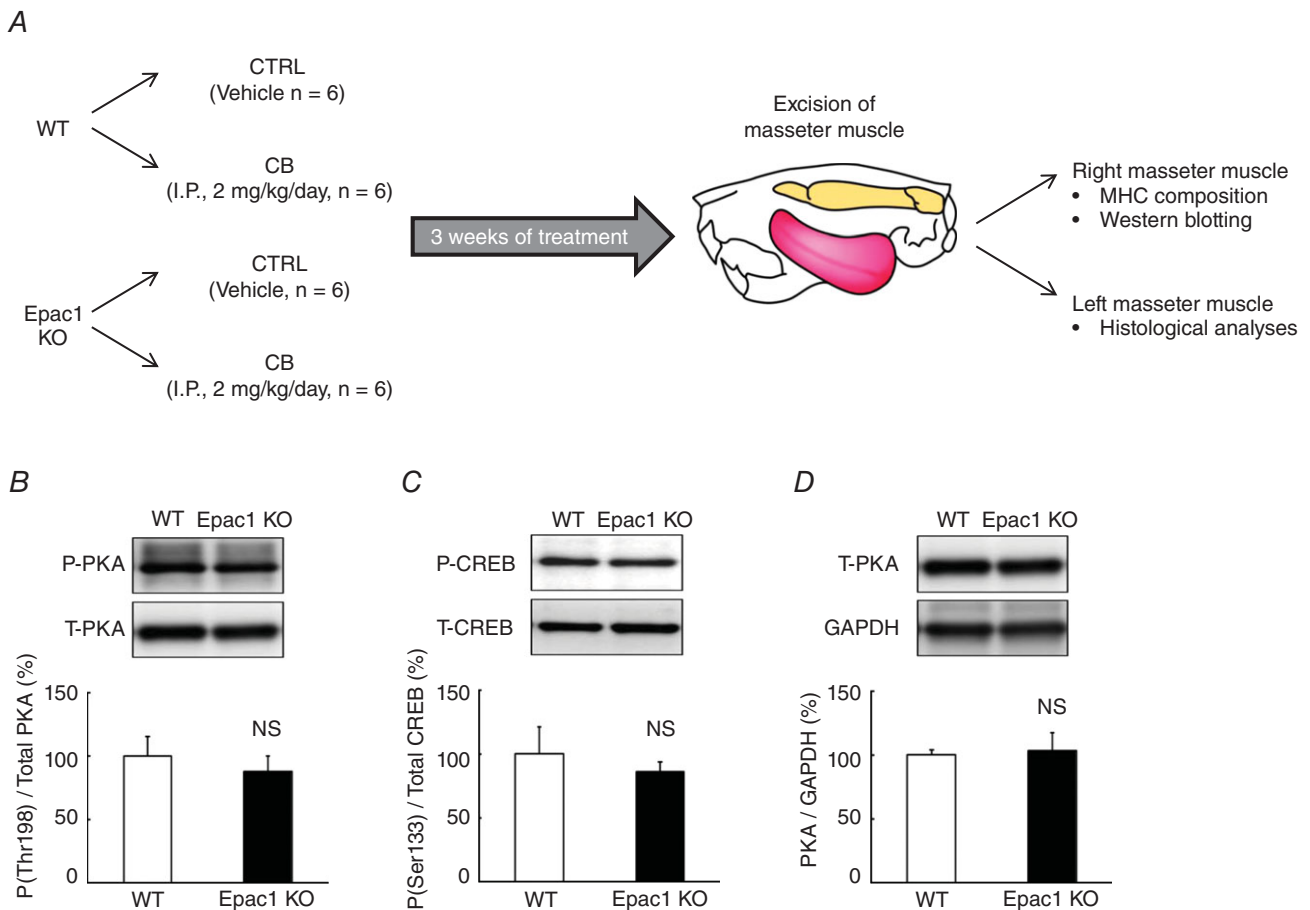 A
WT
CTRL
(Vehicle n = 6)
CB
(I.P., 2 mg/kg/day, n = 6)
Epac1
KO
CTRL
(Vehicle, n = 6)
CB
(I.P., 2 mg/kg/day, n = 6)
3 weeks of treatment
Excision of
masseter muscle
Right masseter muscle
• MHC composition
• Western blotting
Left masseter muscle
• Histological analyses
B
WT Epac1 KO
P-PKA
T-PKA
P(Thr198) / Total PKA (%)
150
100
50
0
NS
WT
Epac1 KO
C
WT Epac1 KO
P-CREB
T-CREB
P(Ser133) / Total CREB (%)
150
100
50
0
NS
WT
Epac1 KO
D
WT Epac1 KO
T-PKA
GAPDH
PKA / GAPDH (%)
150
100
50
0
NS
WT
Epac1 KO